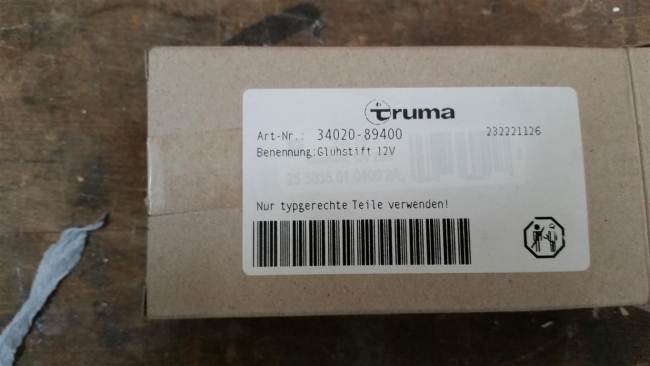 truma
Art-Nr.: 34020-89400 232221126
Benennung:Glühstift 12V
Nur typgerechte Teile verwenden!